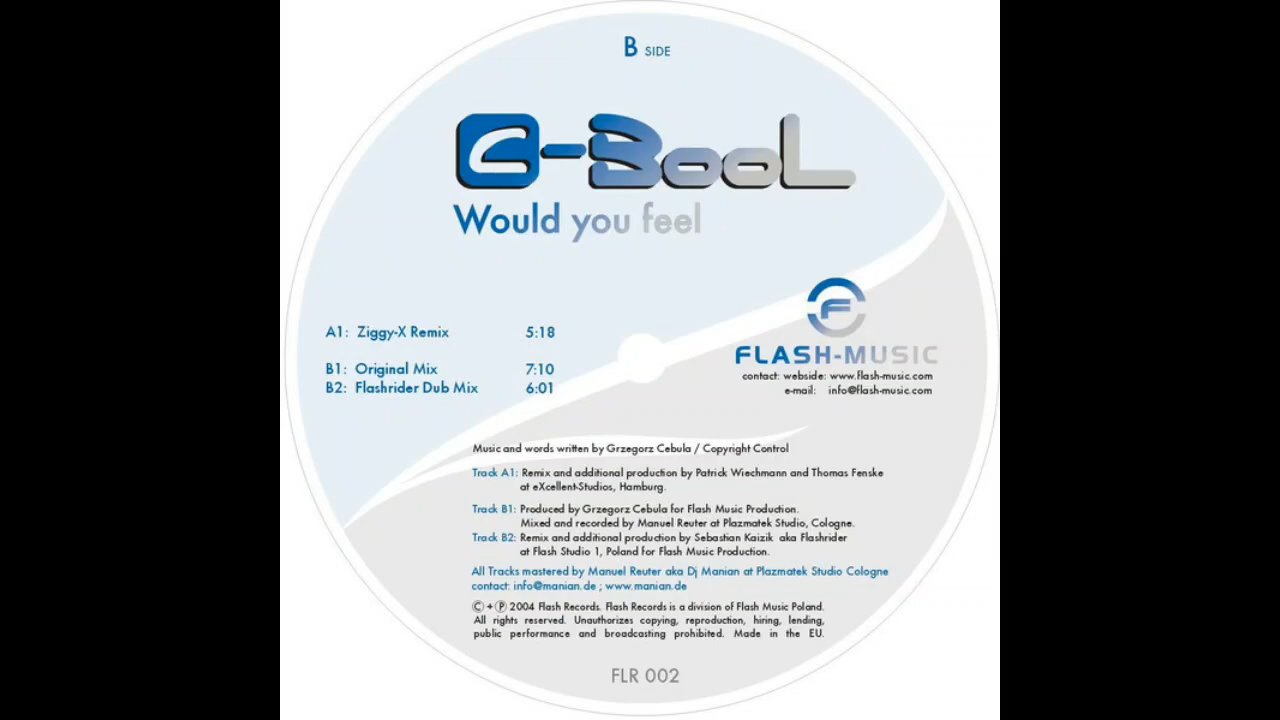 B SIDE
C-BooL
Would you feel
A1: Ziggy-X Remix 5:18
B1: Original Mix 7:10
B2: Flashrider Dub Mix 6:01
F
FLASH-MUSIC
contact: webside: www.flash-music.com
e-mail: info@flash-music.com
Music and words written by Grzegorz Cebula / Copyright Control
Track A1: Remix and additional production by Patrick Wiechmann and Thomas Fenske
at eXcellent-Studios, Hamburg.
Track B1: Produced by Grzegorz Cebula for Flash Music Production.
Mixed and recorded by Manuel Reuter at Plazmatek Studio, Cologne.
Track B2: Remix and additional production by Sebastian Kaizik aka Flashrider
at Flash Studio 1, Poland for Flash Music Production.
All Tracks mastered by Manuel Reuter aka Dj Manian at Plazmatek Studio Cologne
contact: info@manian.de ; www.manian.de
Ⓒ + Ⓟ 2004 Flash Records. Flash Records is a division of Flash Music Poland.
All rights reserved. Unauthorizes copying, reproduction, hiring, lending,
public performance and broadcasting prohibited. Made in the EU.
FLR 002